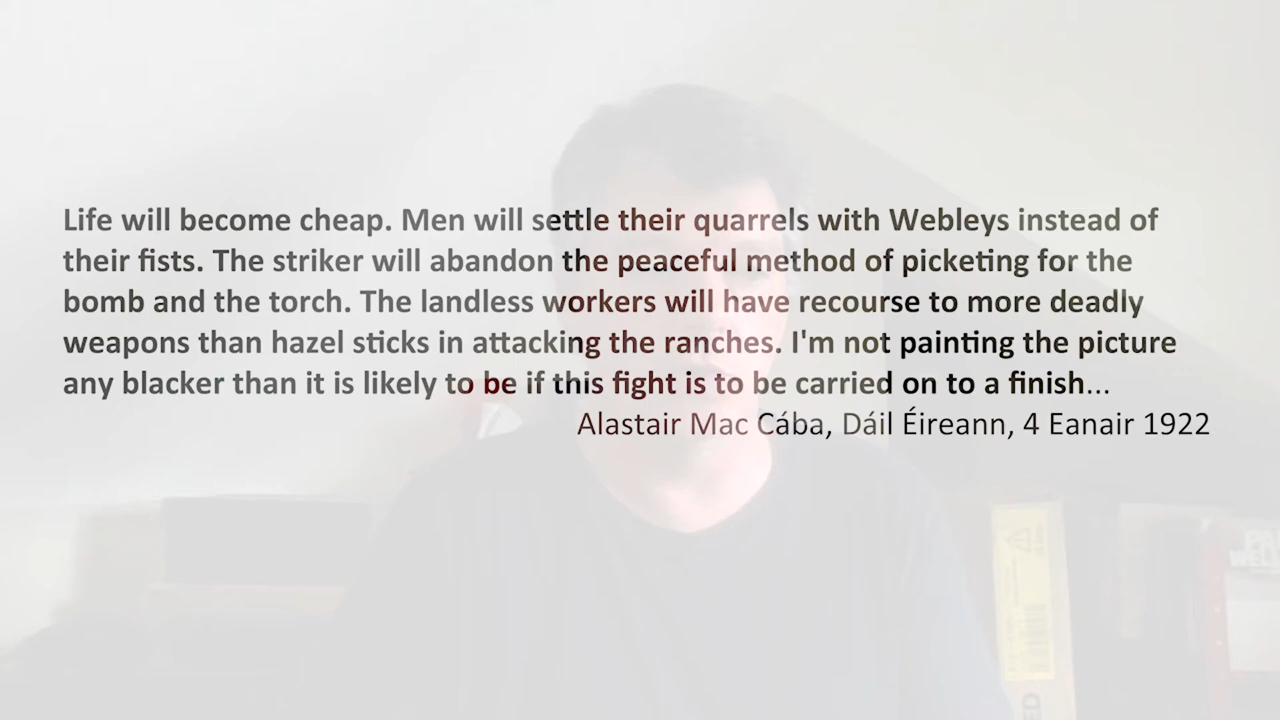 Life will become cheap. Men will settle their quarrels with Webleys instead of
their fists. The striker will abandon the peaceful method of picketing for the
bomb and the torch. The landless workers will have recourse to more deadly
weapons than hazel sticks in attacking the ranches. I'm not painting the picture
any blacker than it is likely to be if this fight is to be carried on to a finish...
Alastair Mac Cába, Dáil Éireann, 4 Eanair 1922